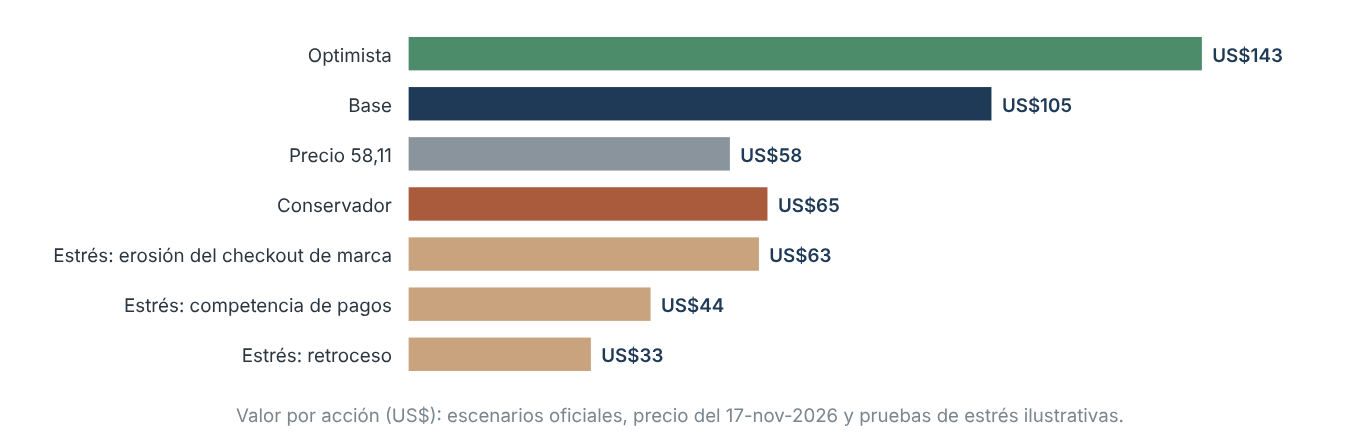 Optimista US$143
Base US$105
Precio 58,11 US$58
Conservador US$65
Estrés: erosión del checkout de marca US$63
Estrés: competencia de pagos US$44
Estrés: retroceso US$33
Valor por acción (US$): escenarios oficiales, precio del 17-nov-2026 y pruebas de estrés ilustrativas.